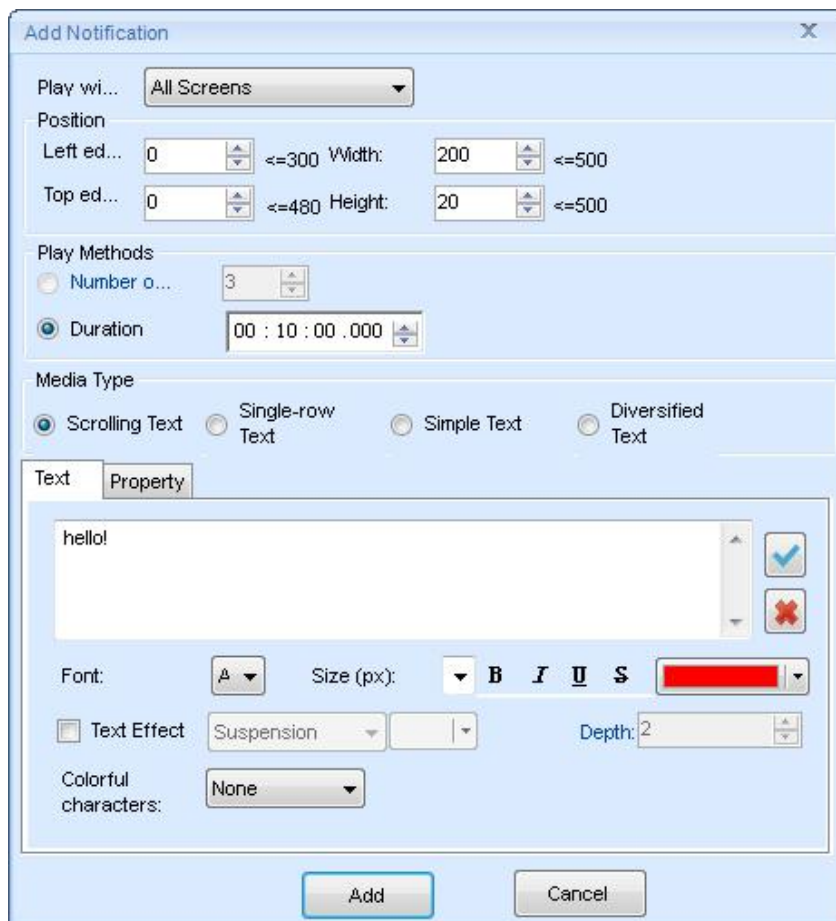 Add Notification
Play wi... All Screens
Position
Left ed... 0 <=300 Width: 200 <=500
Top ed... 0 <=480 Height: 20 <=500
Play Methods
Number o... 3
Duration 00 : 10 : 00 .000
Media Type
Scrolling Text Single-row Text Simple Text Diversified Text
Text Property
hello!
Font: A Size (px): B I U S
Text Effect Suspension Depth: 2
Colorful characters: None
Add Cancel